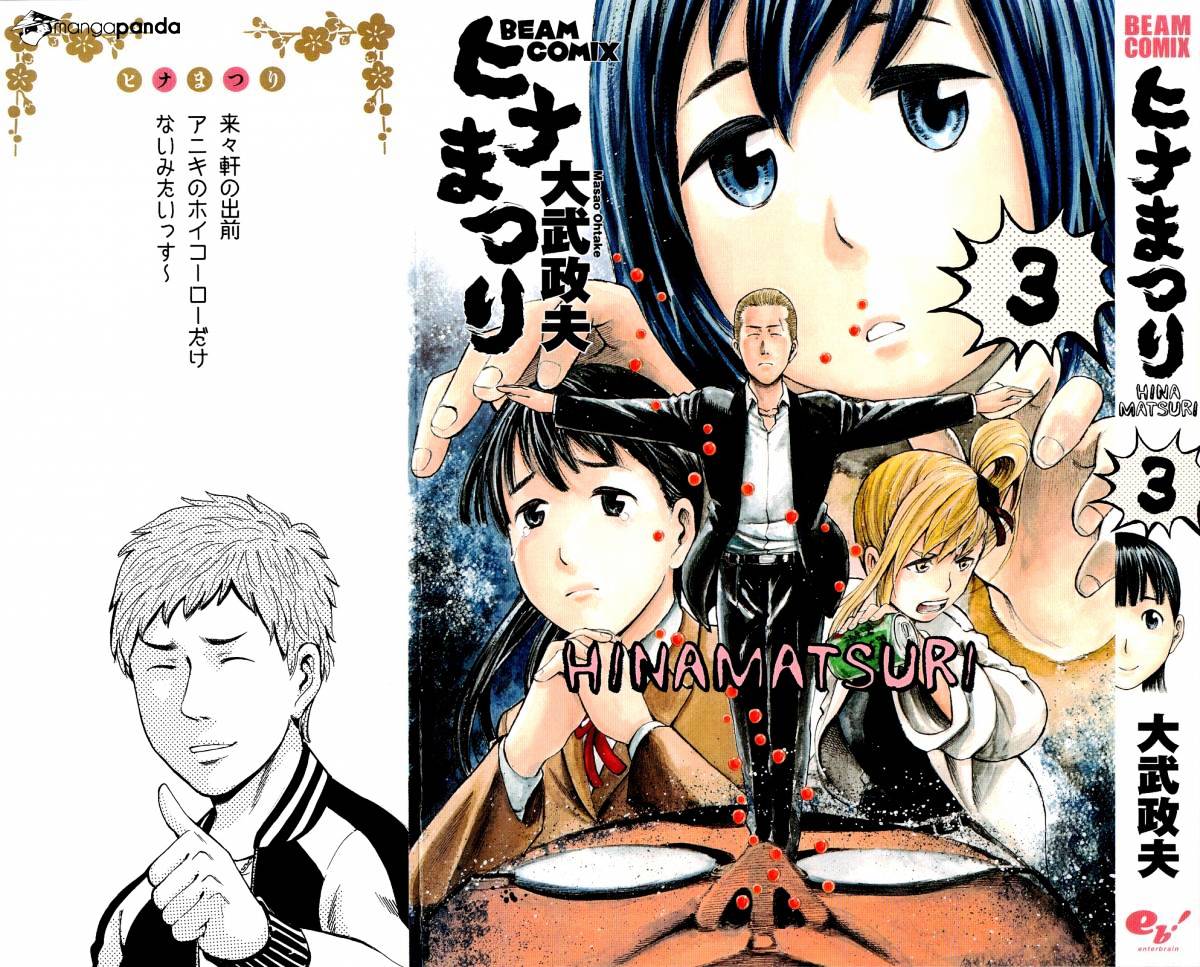 mangapanda
ヒナまつり
来々軒の出前
アニキのホイコーローだけ
ないみたいっす～
BEAM
COMIX
ヒナ
まつり
大武政夫
Masao Ohtake
3
HINAMATSURI
BEAM
COMIX
ヒナまつり
HINA
MATSURI
3
大武政夫
eb!
enterbrain